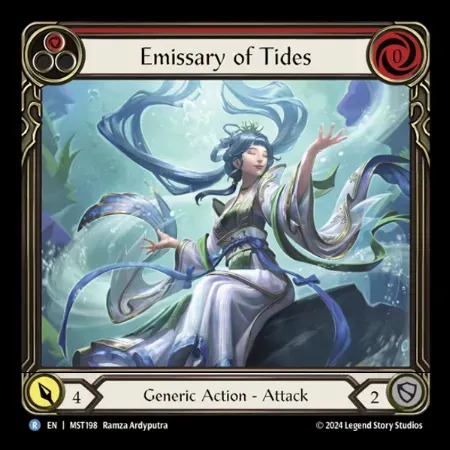 Emissary of Tides
0
4
Generic Action - Attack
2
R EN | MST198 Ramza Ardyputra
© 2024 Legend Story Studios